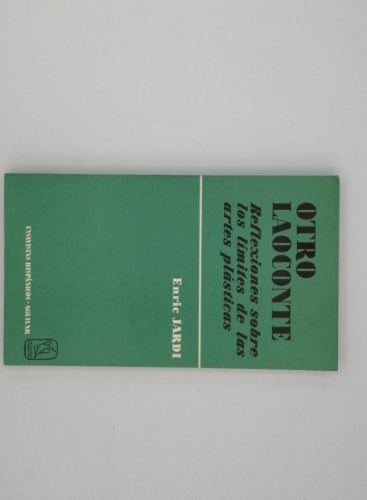 OTRO
LAOCONTE
Reflexiones sobre
los límites de las
artes plásticas
Enric JARDI
ENSAYISTAS HISPÁNICOS · AGUILAR